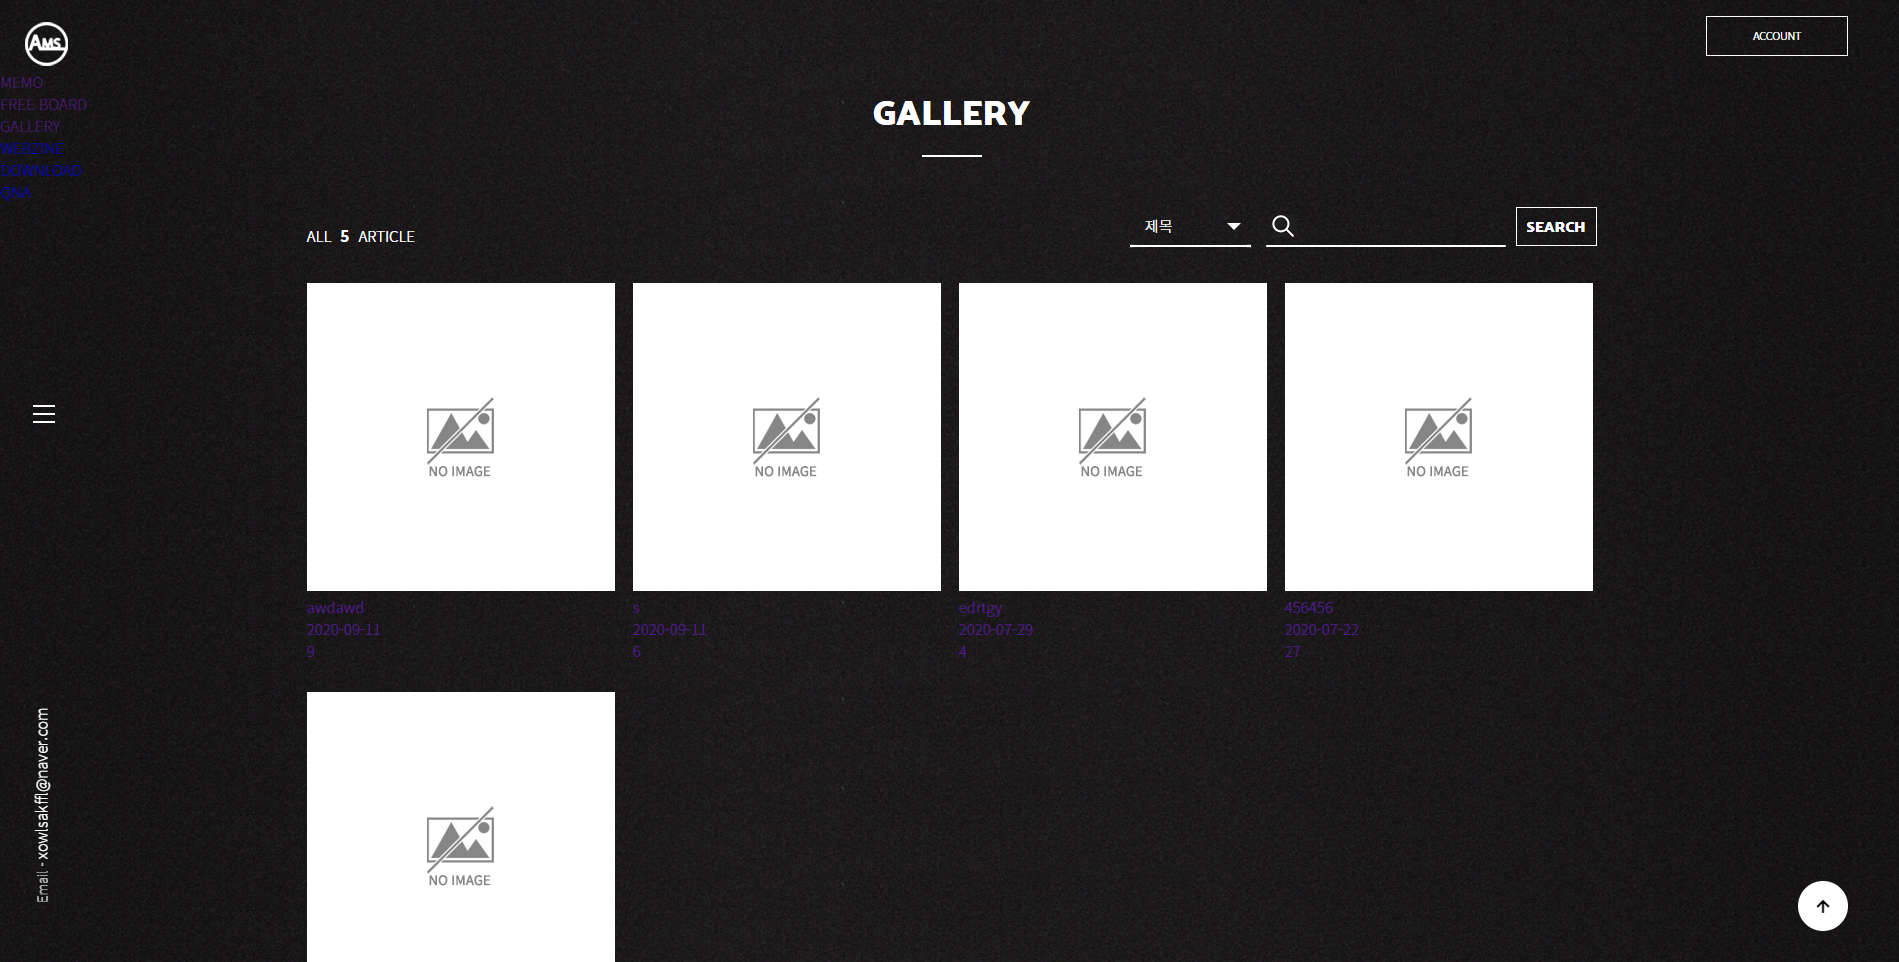 AMS
ACCOUNT
MEMO
FREE BOARD
GALLERY
WEBZINE
DOWNLOAD
QNA
GALLERY
ALL 5 ARTICLE
제목
SEARCH
NO IMAGE
NO IMAGE
NO IMAGE
NO IMAGE
awdawd
2020-09-11
9
s
2020-09-11
6
edrtgy
2020-07-29
4
456456
2020-07-22
27
NO IMAGE
Email - xowlsakffl@naver.com